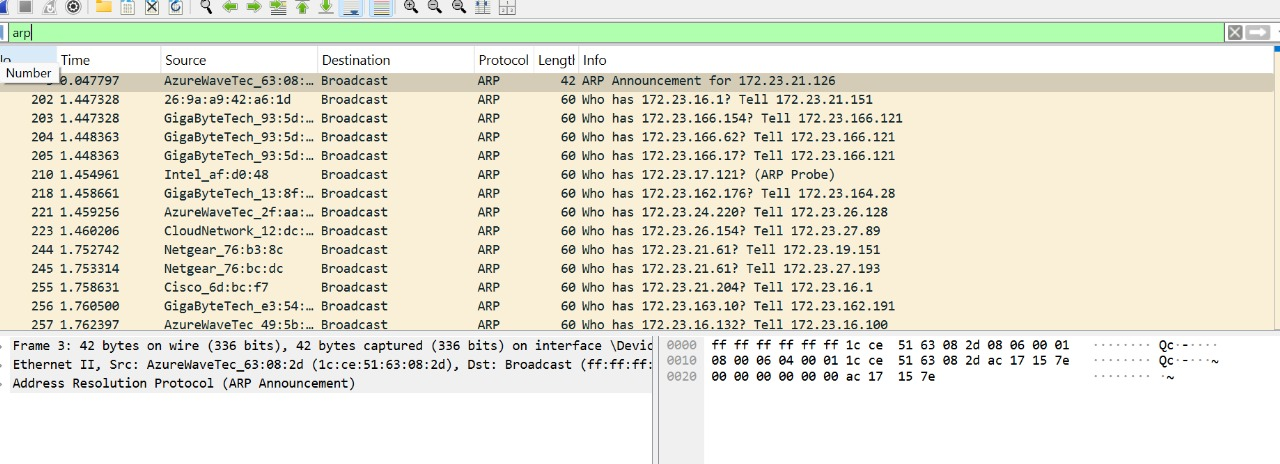 arp
No. Time Source Destination Protocol Length Info
Number
3 0.047797 AzureWaveTec_63:08:… Broadcast ARP 42 ARP Announcement for 172.23.21.126
202 1.447328 26:9a:a9:42:a6:1d Broadcast ARP 60 Who has 172.23.16.1? Tell 172.23.21.151
203 1.447328 GigaByteTech_93:5d:… Broadcast ARP 60 Who has 172.23.166.154? Tell 172.23.166.121
204 1.448363 GigaByteTech_93:5d:… Broadcast ARP 60 Who has 172.23.166.62? Tell 172.23.166.121
205 1.448363 GigaByteTech_93:5d:… Broadcast ARP 60 Who has 172.23.166.17? Tell 172.23.166.121
210 1.454961 Intel_af:d0:48 Broadcast ARP 60 Who has 172.23.17.121? (ARP Probe)
218 1.458661 GigaByteTech_13:8f:… Broadcast ARP 60 Who has 172.23.162.176? Tell 172.23.164.28
221 1.459256 AzureWaveTec_2f:aa:… Broadcast ARP 60 Who has 172.23.24.220? Tell 172.23.26.128
223 1.460206 CloudNetwork_12:dc:… Broadcast ARP 60 Who has 172.23.26.154? Tell 172.23.27.89
244 1.752742 Netgear_76:b3:8c Broadcast ARP 60 Who has 172.23.21.61? Tell 172.23.19.151
245 1.753314 Netgear_76:bc:dc Broadcast ARP 60 Who has 172.23.21.61? Tell 172.23.27.193
255 1.758631 Cisco_6d:bc:f7 Broadcast ARP 60 Who has 172.23.21.204? Tell 172.23.16.1
256 1.760500 GigaByteTech_e3:54:… Broadcast ARP 60 Who has 172.23.163.10? Tell 172.23.162.191
257 1.762397 AzureWaveTec_49:5b:… Broadcast ARP 60 Who has 172.23.16.132? Tell 172.23.16.100
Frame 3: 42 bytes on wire (336 bits), 42 bytes captured (336 bits) on interface \Devic
Ethernet II, Src: AzureWaveTec_63:08:2d (1c:ce:51:63:08:2d), Dst: Broadcast (ff:ff:ff:
Address Resolution Protocol (ARP Announcement)
0000 ff ff ff ff ff ff 1c ce 51 63 08 2d 08 06 00 01 ········ Qc·-····
0010 08 00 06 04 00 01 1c ce 51 63 08 2d ac 17 15 7e ········ Qc·-···~
0020 00 00 00 00 00 00 ac 17 15 7e ········ ·~